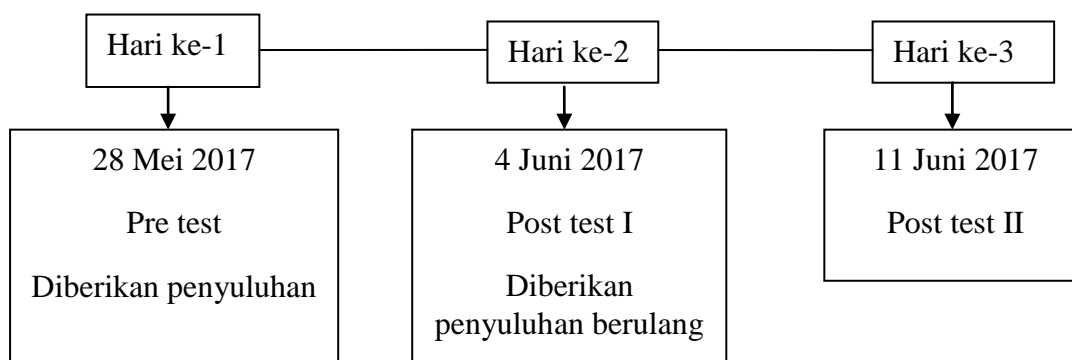 Hari ke-1
Hari ke-2
Hari ke-3
28 Mei 2017
Pre test
Diberikan penyuluhan
4 Juni 2017
Post test I
Diberikan
penyuluhan berulang
11 Juni 2017
Post test II